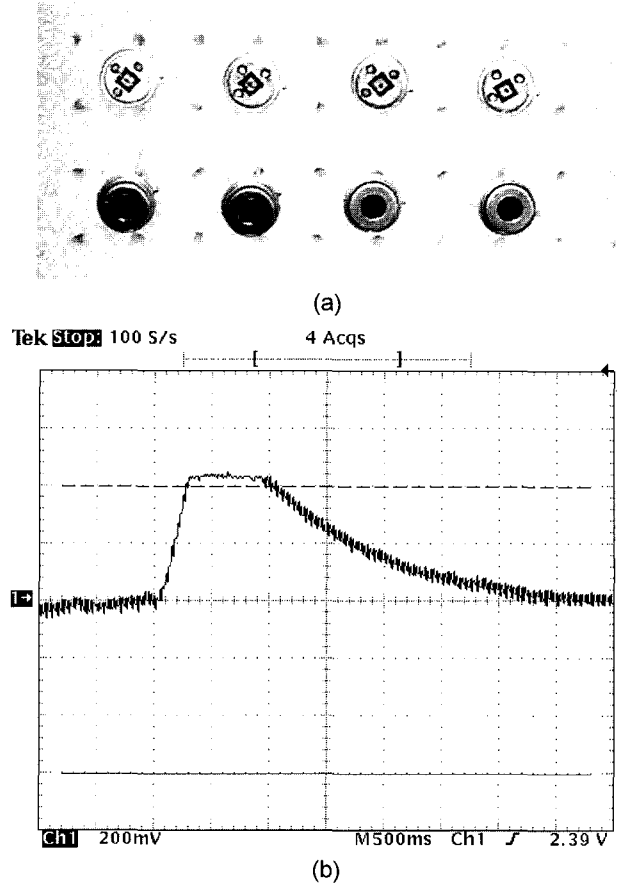 (a)
Tek Stop: 100 S/s 4 Acqs
[ ]
1→
Ch1 200mV M500ms Ch1 ƒ 2.39 V
(b)